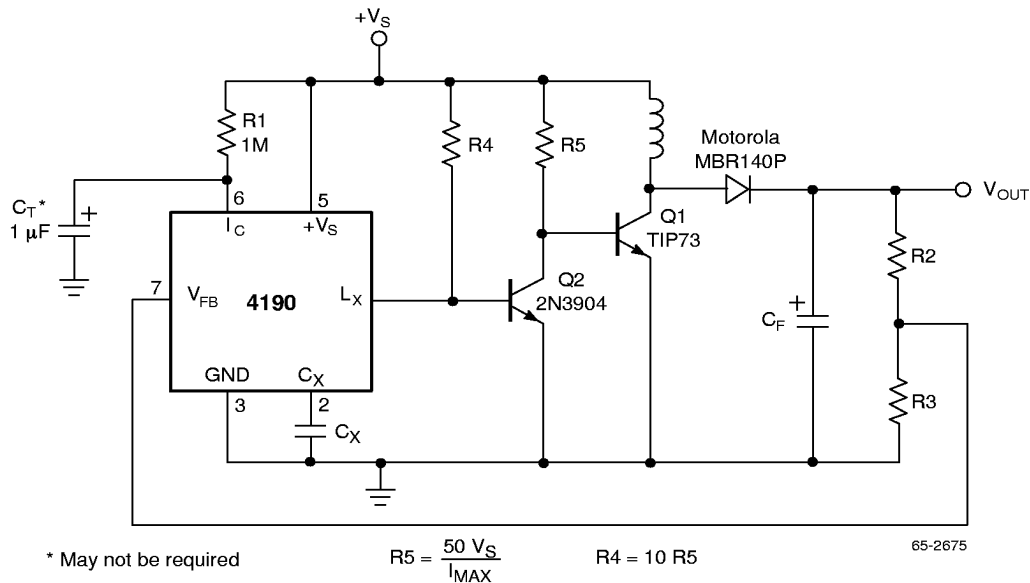 +VS
R1
1M
R4
R5
Motorola
MBR140P
CT*
1 µF
+
6
5
IC
+VS
Q1
TIP73
VOUT
7
VFB
4190
LX
Q2
2N3904
R2
+
CF
GND
CX
3
2
CX
R3
* May not be required
R5 = 50 VS / IMAX
R4 = 10 R5
65-2675